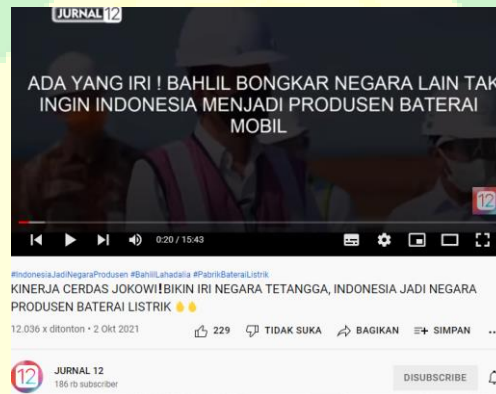 JURNAL 12
ADA YANG IRI ! BAHLIL BONGKAR NEGARA LAIN TAK
INGIN INDONESIA MENJADI PRODUSEN BATERAI
MOBIL
12
0:20 / 15:43
#IndonesiaJadiNegaraProdusen #BahlilLahadalia #PabrikBateraiListrik
KINERJA CERDAS JOKOWI!BIKIN IRI NEGARA TETANGGA, INDONESIA JADI NEGARA
PRODUSEN BATERAI LISTRIK
12.036 x ditonton • 2 Okt 2021
229
TIDAK SUKA
BAGIKAN
SIMPAN
12
JURNAL 12
186 rb subscriber
DISUBSCRIBE